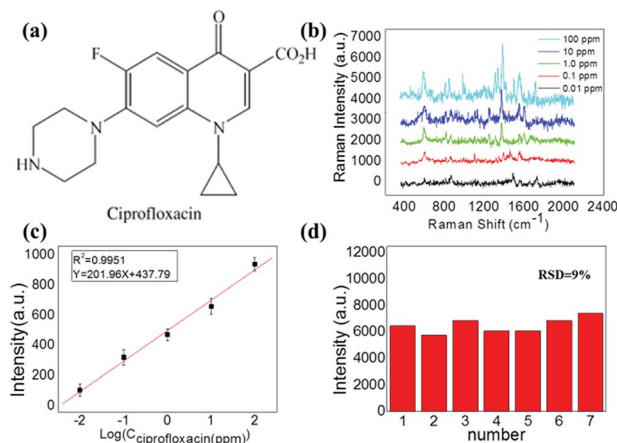 (a)
F
O
CO₂H
N
N
HN
Ciprofloxacin
(b)
Raman Intensity (a.u.)
7000
6000
5000
4000
3000
2000
1000
0
100 ppm
10 ppm
1.0 ppm
0.1 ppm
0.01 ppm
400 800 1200 1600 2000 2400
Raman Shift (cm⁻¹)
(c)
Intensity (a.u.)
1000
800
600
400
200
0
R²=0.9951
Y=201.96X+437.79
-2 -1 0 1 2
Log(Cciprofloxacin(ppm))
(d)
Intensity (a.u.)
12000
10000
8000
6000
4000
2000
0
RSD=9%
1 2 3 4 5 6 7
number